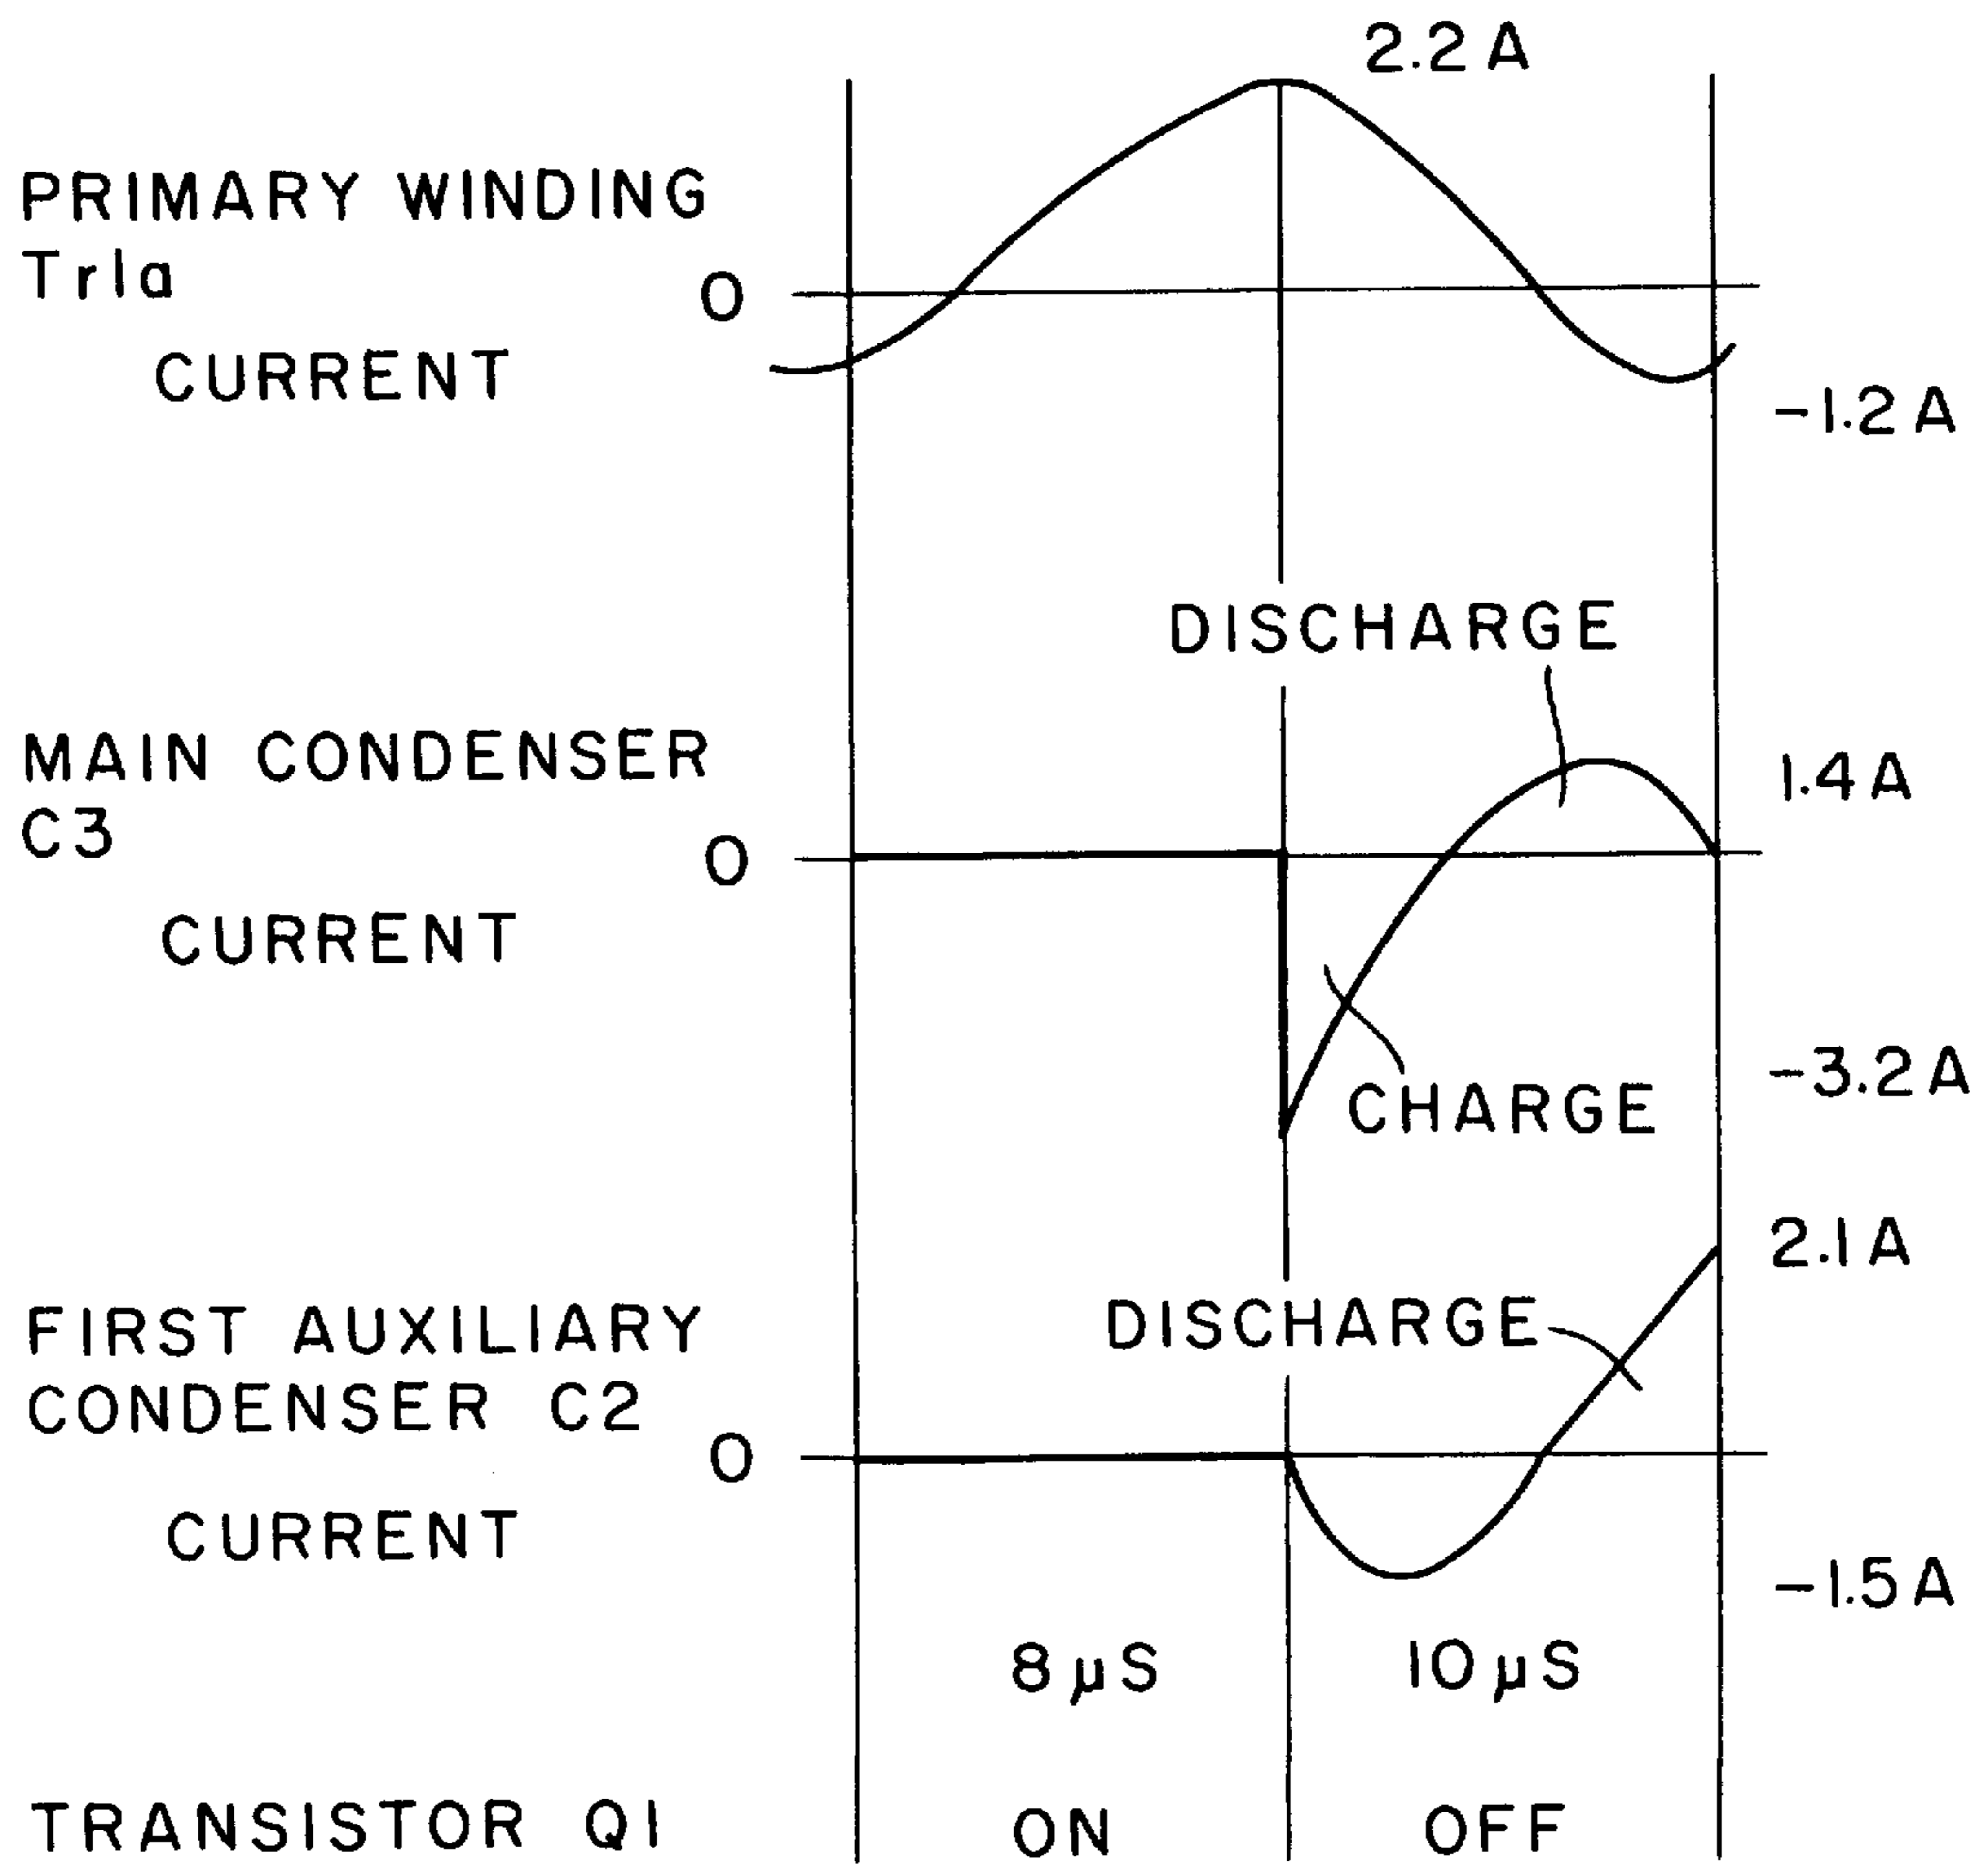 2.2 A
PRIMARY WINDING
Tr1a
0
CURRENT
-1.2 A
DISCHARGE
MAIN CONDENSER
C3
1.4 A
0
CURRENT
-3.2 A
CHARGE
2.1 A
FIRST AUXILIARY
DISCHARGE
CONDENSER C2
0
CURRENT
-1.5 A
8 µS
10 µS
TRANSISTOR Q1
ON
OFF